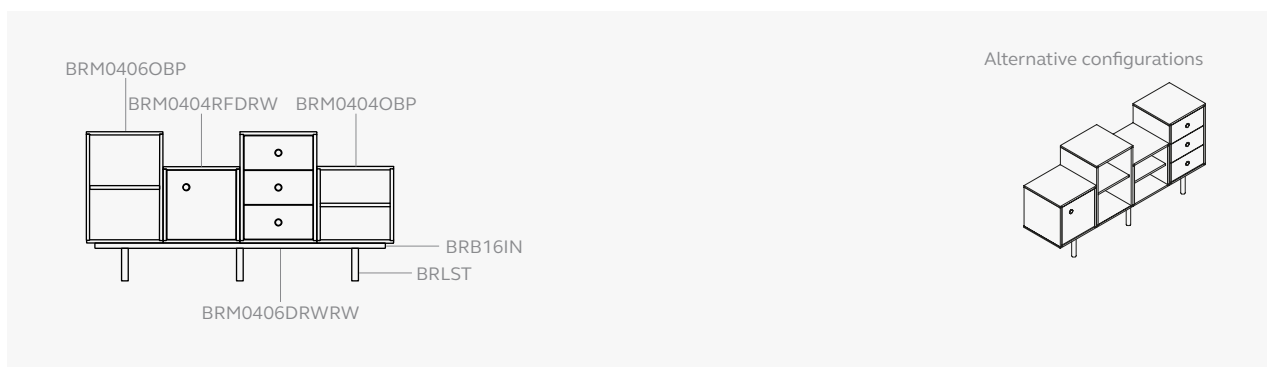 BRM0406OBP
Alternative configurations
BRM0404RFDRW
BRM0404OBP
BRB16IN
BRLST
BRM0406DRWRW